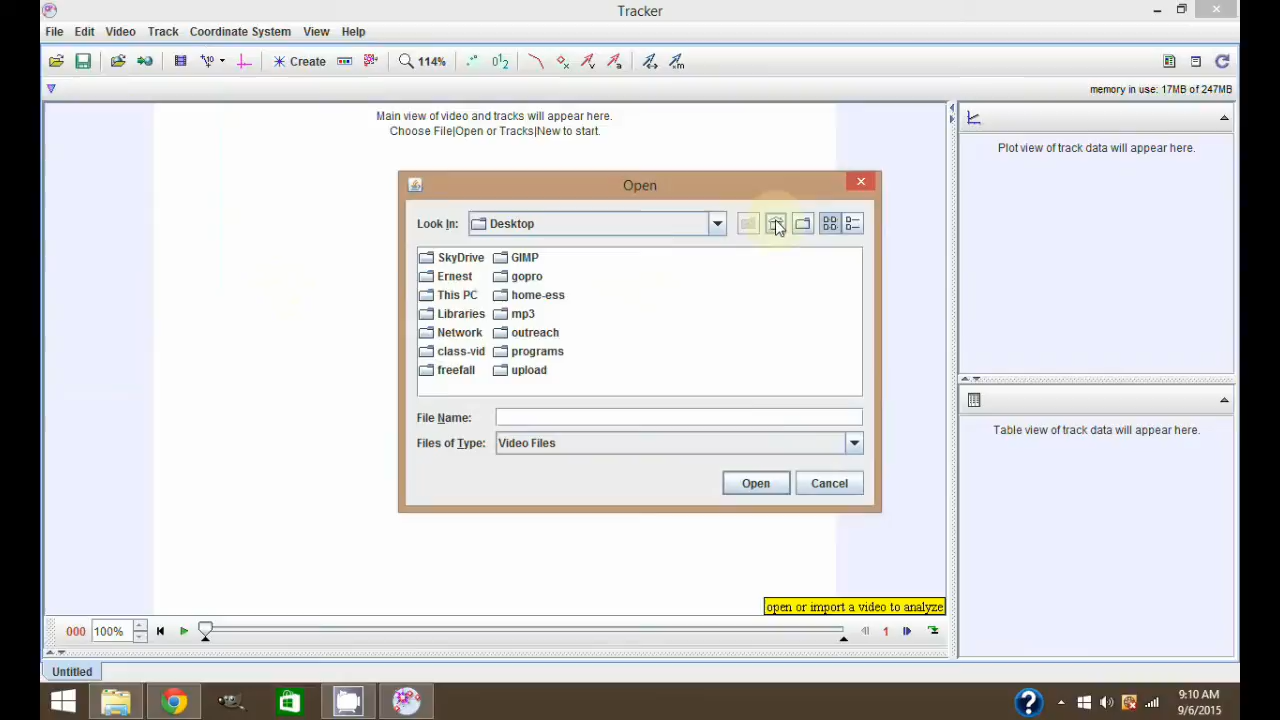 Tracker
File Edit Video Track Coordinate System View Help
Create 114%
memory in use: 17MB of 247MB
Main view of video and tracks will appear here.
Choose File|Open or Tracks|New to start.
Plot view of track data will appear here.
Open
Look In: Desktop
SkyDrive GIMP
Ernest gopro
This PC home-ess
Libraries mp3
Network outreach
class-vid programs
freefall upload
File Name:
Files of Type: Video Files
Open Cancel
Table view of track data will appear here.
open or import a video to analyze
000 100% 1
Untitled
9:10 AM
9/6/2015